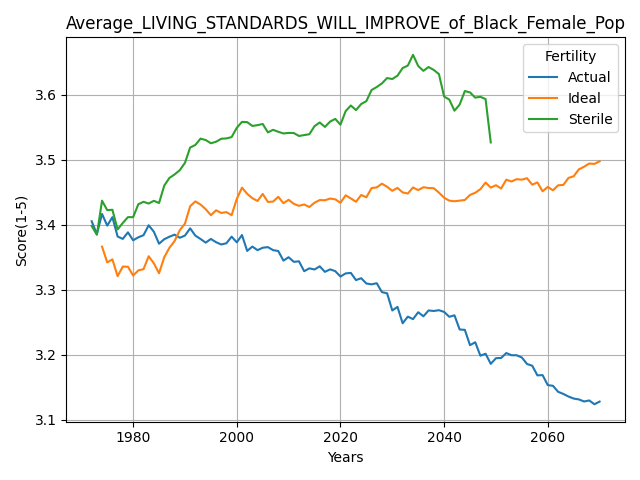 Average_LIVING_STANDARDS_WILL_IMPROVE_of_Black_Female_Pop
Score(1-5)
3.6
3.5
3.4
3.3
3.2
3.1
Fertility
Actual
Ideal
Sterile
1980 2000 2020 2040 2060
Years